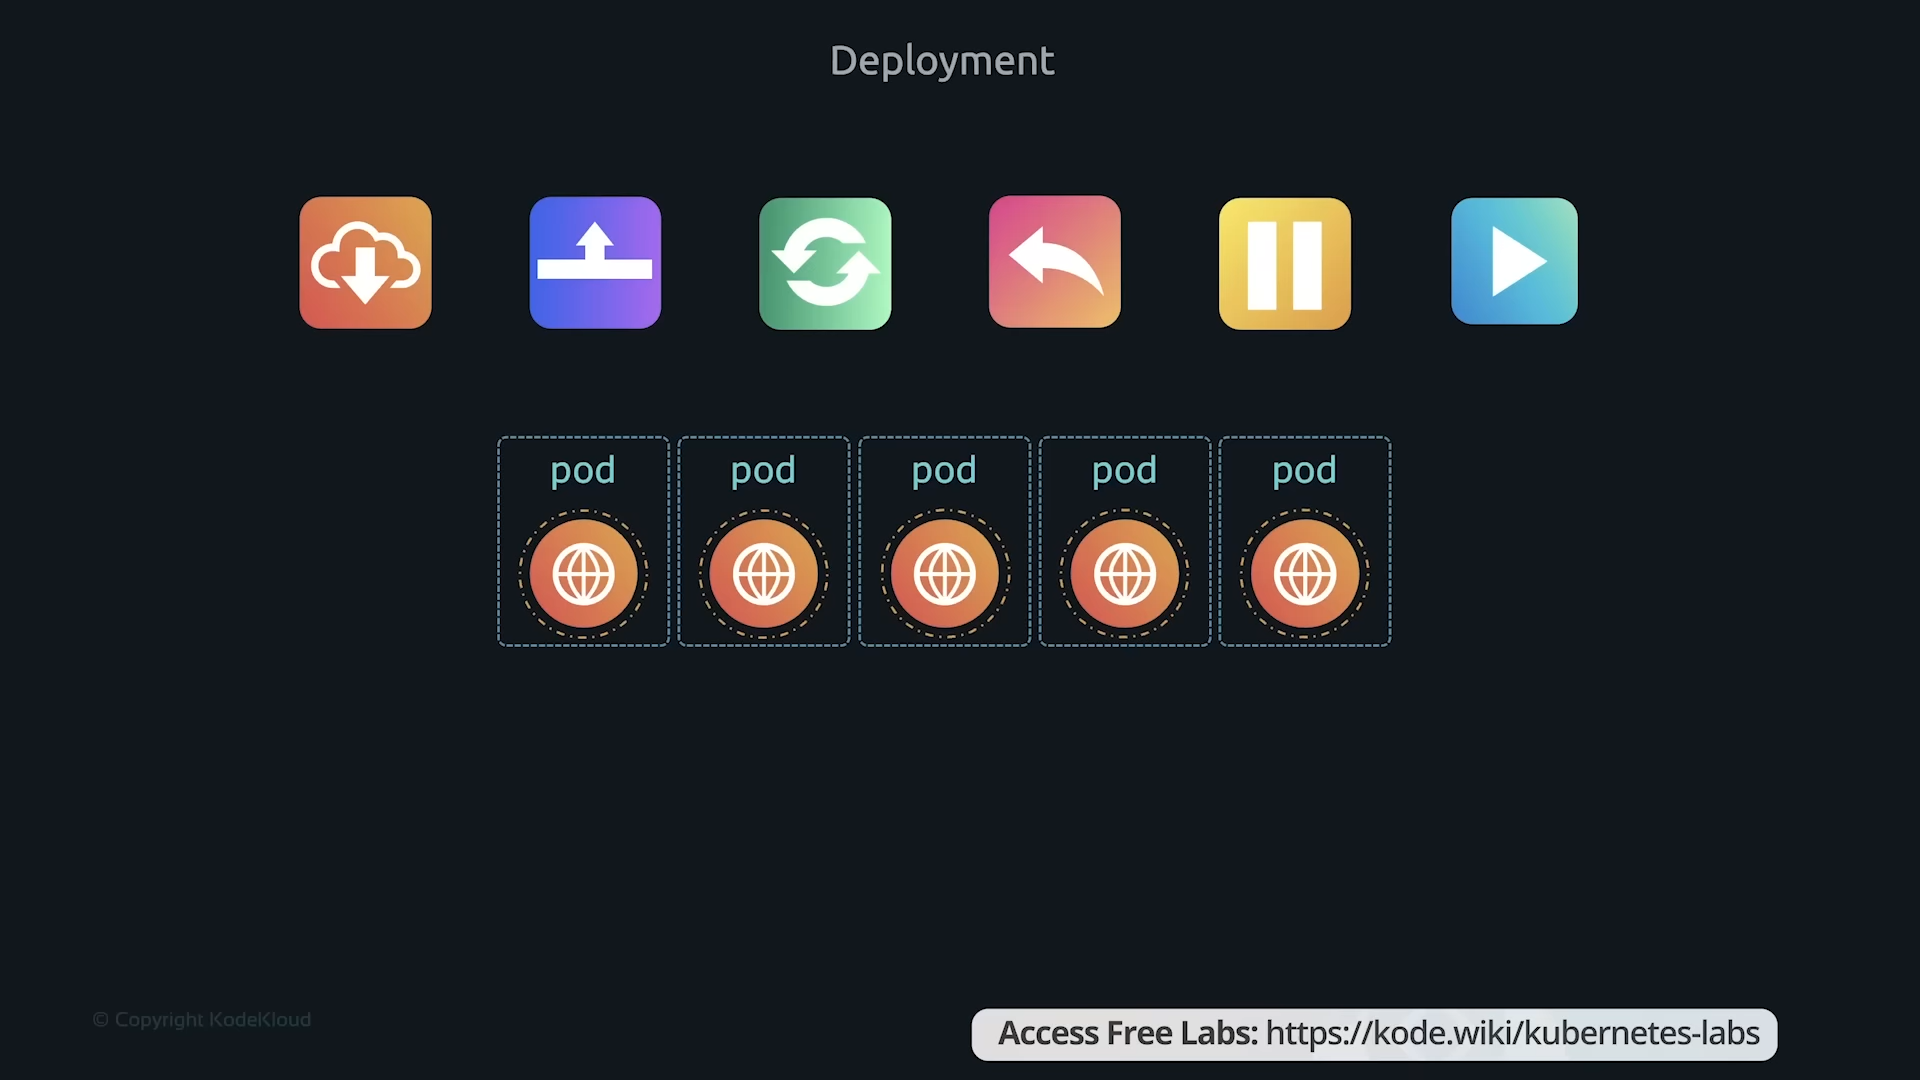 Deployment
pod
pod
pod
pod
pod
© Copyright KodeKloud
Access Free Labs: https://kode.wiki/kubernetes-labs